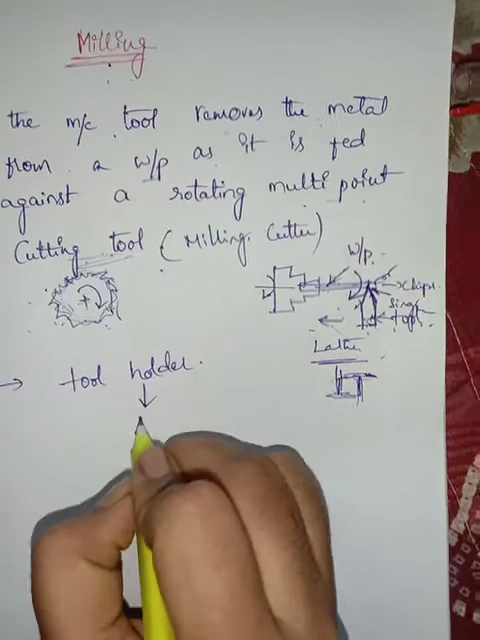 Milling
the m/c tool removes the metal
from a w/p as it is fed
against a rotating multi point
Cutting tool (Milling Cutter)
w/p.
tool
Lathe
→ tool holder.